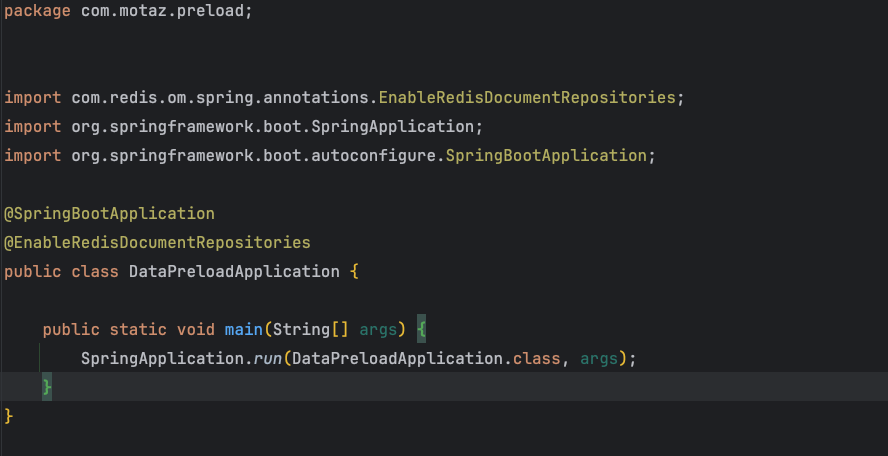 package com.motaz.preload;
import com.redis.om.spring.annotations.EnableRedisDocumentRepositories;
import org.springframework.boot.SpringApplication;
import org.springframework.boot.autoconfigure.SpringBootApplication;
@SpringBootApplication
@EnableRedisDocumentRepositories
public class DataPreloadApplication {
    public static void main(String[] args) {
        SpringApplication.run(DataPreloadApplication.class, args);
    }
}